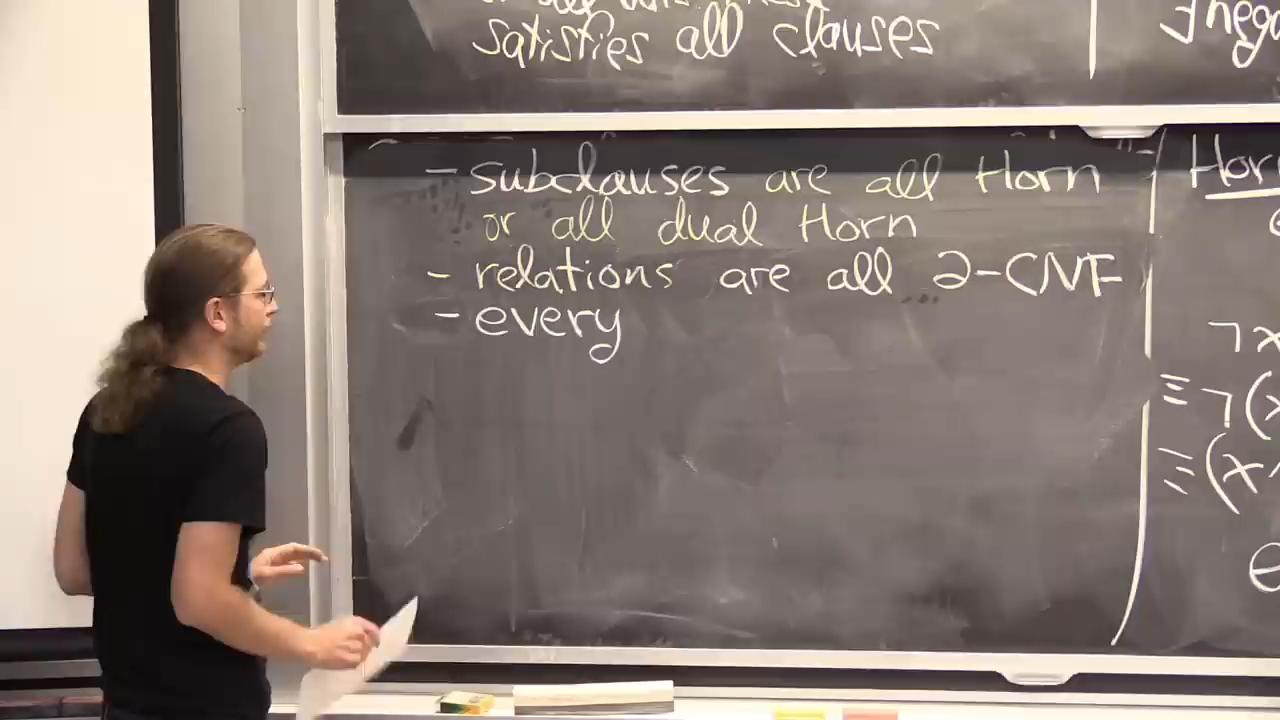 satisfies all clauses
- subclauses are all Horn
or all dual Horn
- relations are all 2-CNF
- every
¬x
≡ ¬(x
≡ (x